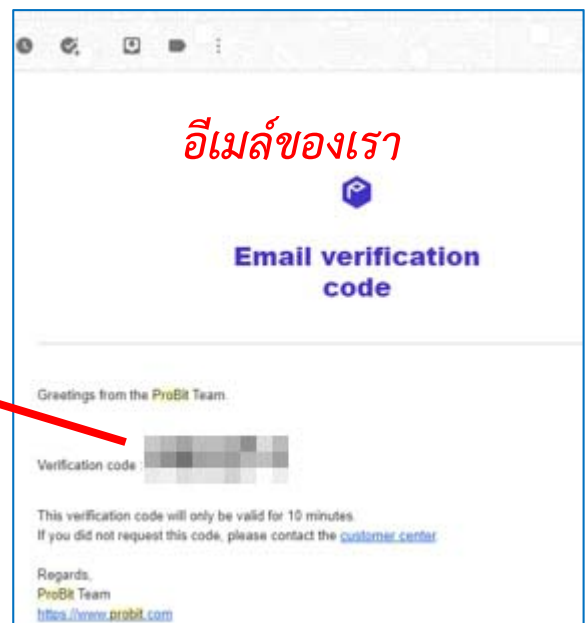 อีเมล์ของเรา
Email verification
code
Greetings from the ProBit Team.
Verification code :
This verification code will only be valid for 10 minutes.
If you did not request this code, please contact the customer center
Regards,
ProBit Team
https://www.probit.com